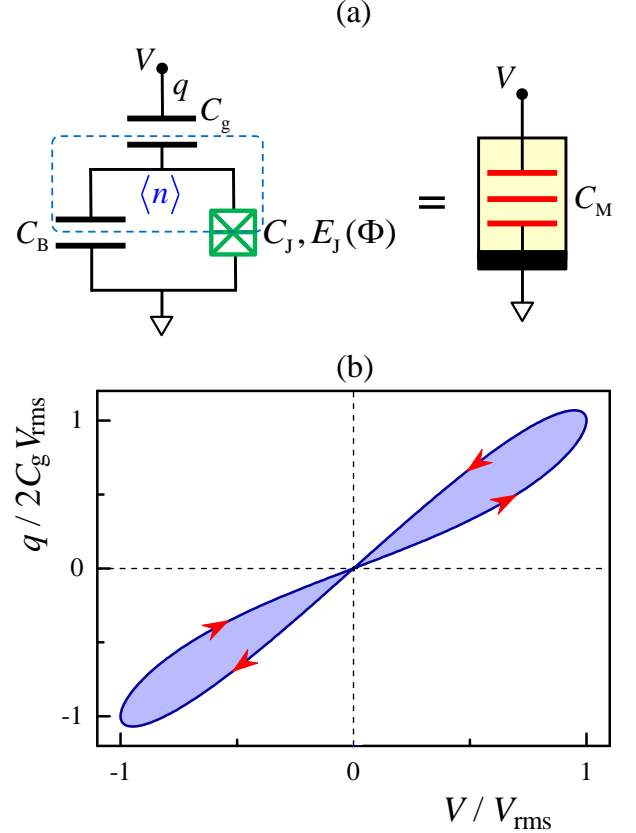 (a)
V
q
C_g
⟨n⟩
C_B
C_J, E_J(Φ)
=
V
C_M
(b)
q / 2C_g V_rms
1
0
-1
-1
0
1
V / V_rms